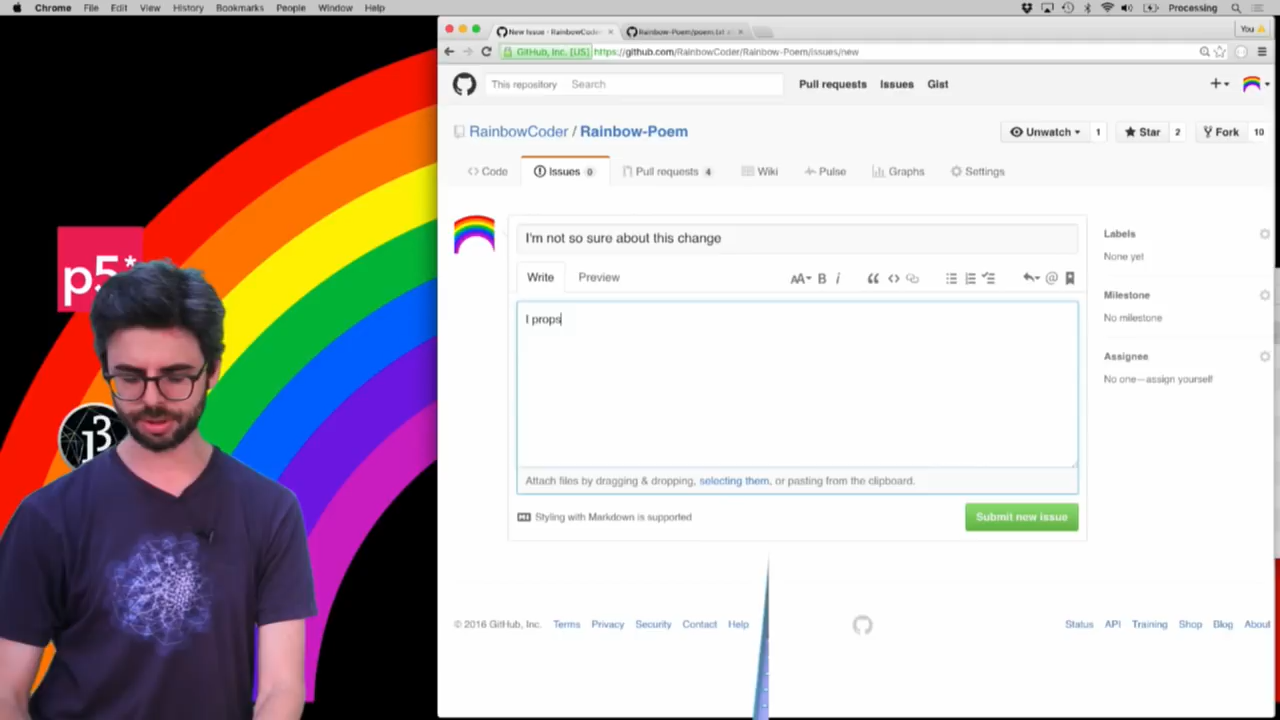 Chrome File Edit View History Bookmarks People Window Help Processing
New Issue · RainbowCoder Rainbow-Poem/poem.txt You
GitHub, Inc. [US] https://github.com/RainbowCoder/Rainbow-Poem/issues/new
This repository Search Pull requests Issues Gist
RainbowCoder / Rainbow-Poem Unwatch 1 Star 2 Fork 10
Code Issues 0 Pull requests 4 Wiki Pulse Graphs Settings
I'm not so sure about this change
Labels
None yet
Write Preview AA B i
Milestone
No milestone
I props
Assignee
No one—assign yourself
Attach files by dragging & dropping, selecting them, or pasting from the clipboard.
Styling with Markdown is supported Submit new issue
© 2016 GitHub, Inc. Terms Privacy Security Contact Help Status API Training Shop Blog About
p5*
j3